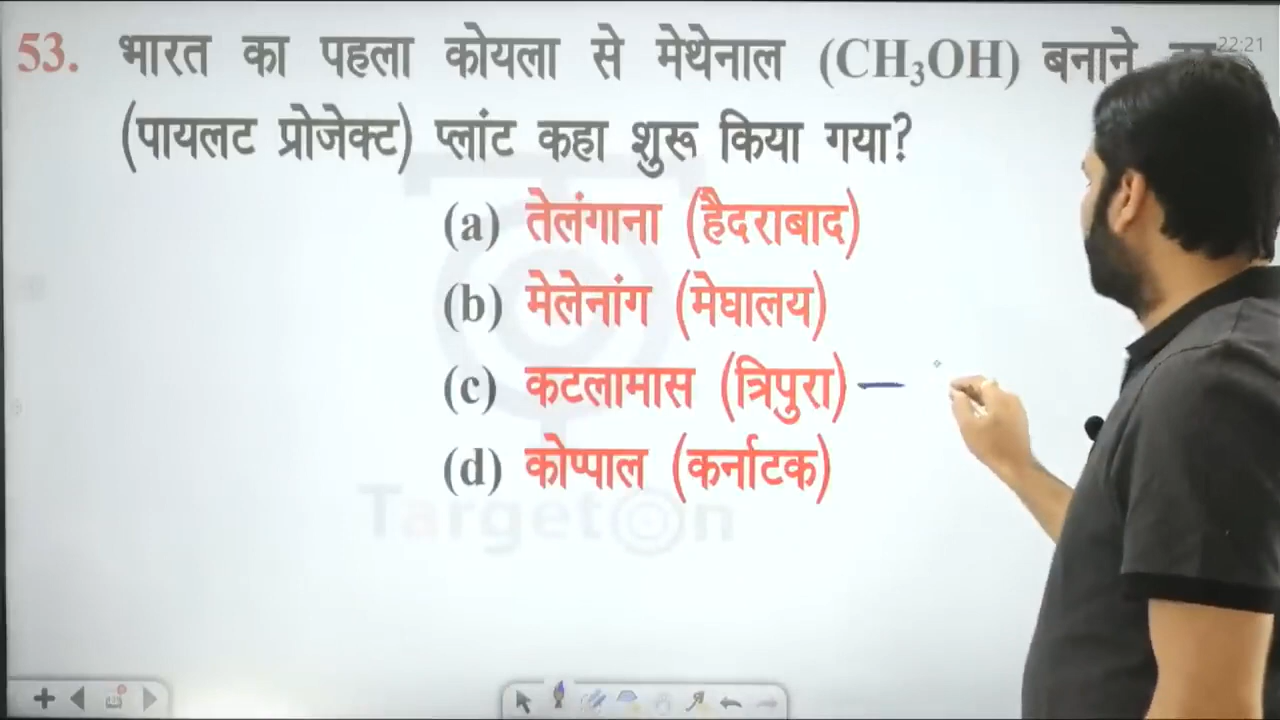 22:21
53. भारत का पहला कोयला से मेथेनाल (CH₃OH) बनाने
(पायलट प्रोजेक्ट) प्लांट कहा शुरू किया गया?
(a) तेलंगाना (हैदराबाद)
(b) मेलेनांग (मेघालय)
(c) कटलामास (त्रिपुरा) —
(d) कोप्पाल (कर्नाटक)
Targeton